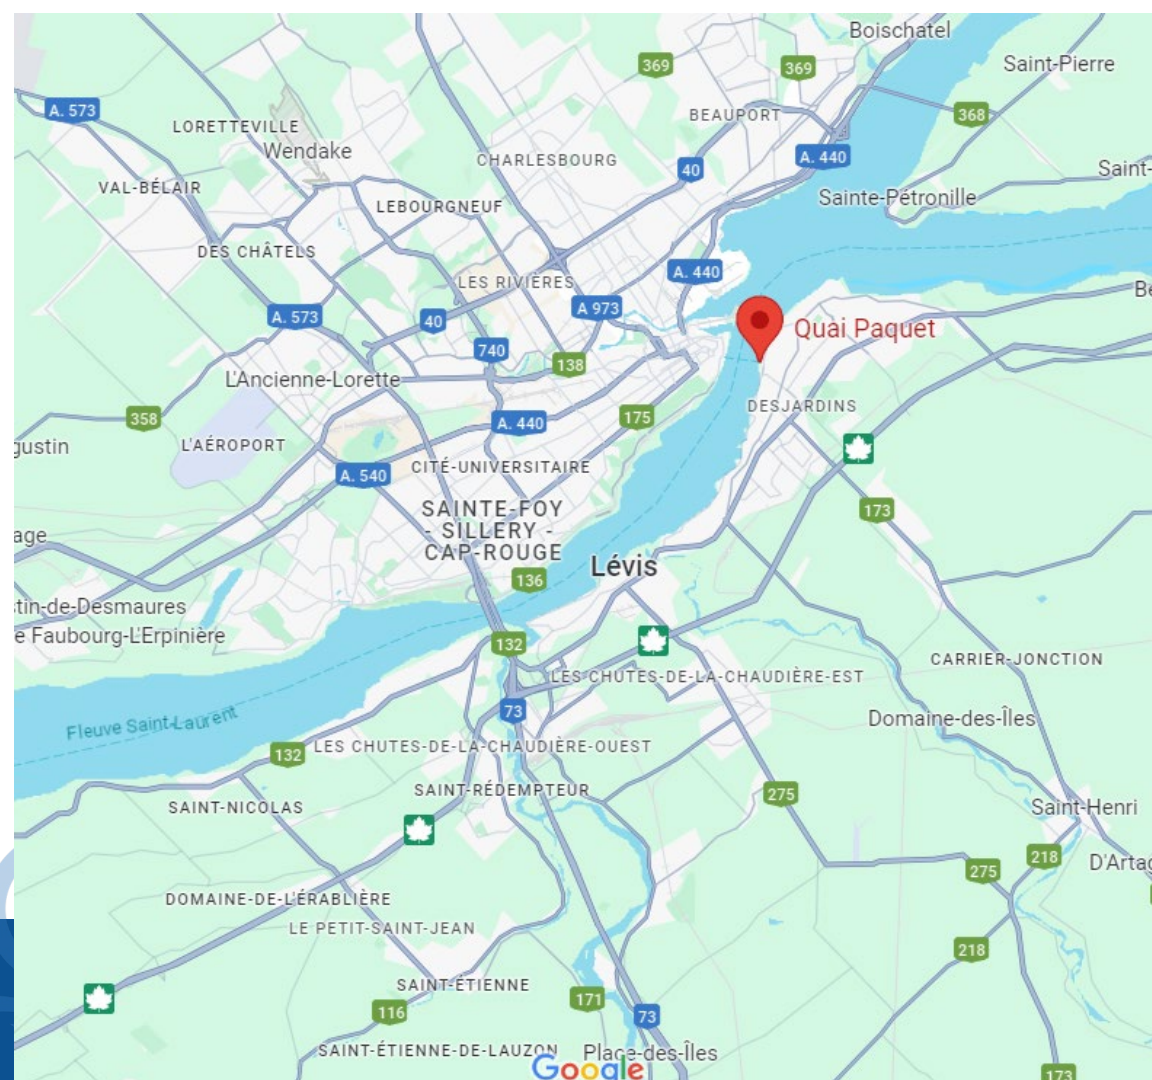 Boischatel
369
369
Saint-Pierre
A. 573
BEAUPORT
368
LORETTEVILLE
Wendake
CHARLESBOURG
A. 440
40
Saint-
VAL-BÉLAIR
LEBOURGNEUF
Sainte-Pétronille
DES CHÂTELS
A. 440
LES RIVIÈRES
Be
A. 573
40
A 973
Quai Paquet
740
138
L'Ancienne-Lorette
358
A. 440
175
DESJARDINS
gustin
L'AÉROPORT
A. 540
CITÉ-UNIVERSITAIRE
SAINTE-FOY
- SILLERY -
CAP-ROUGE
173
age
136
Lévis
tin-de-Desmaures
e Faubourg-L'Erpinière
132
CARRIER-JONCTION
LES CHUTES-DE-LA-CHAUDIÈRE-EST
73
Fleuve Saint-Laurent
Domaine-des-Îles
132
LES CHUTES-DE-LA-CHAUDIÈRE-OUEST
SAINT-RÉDEMPTEUR
275
SAINT-NICOLAS
Saint-Henri
218
275
D'Artag
DOMAINE-DE-L'ÉRABLIÈRE
LE PETIT-SAINT-JEAN
218
SAINT-ÉTIENNE
171
116
73
SAINT-ÉTIENNE-DE-LAUZON
Place-des-Îles
Google
173